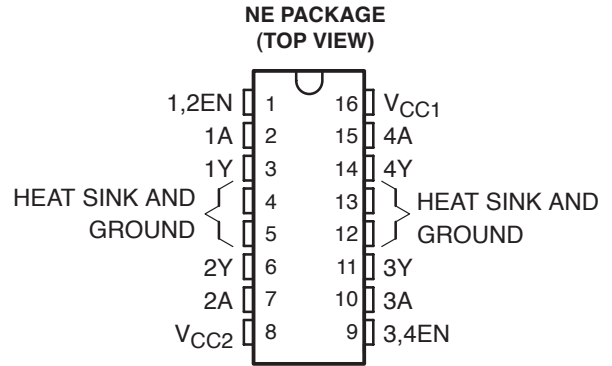 NE PACKAGE
(TOP VIEW)
1,2EN 1 16 VCC1
1A 2 15 4A
1Y 3 14 4Y
HEAT SINK AND 4 13 HEAT SINK AND
GROUND 5 12 GROUND
2Y 6 11 3Y
2A 7 10 3A
VCC2 8 9 3,4EN